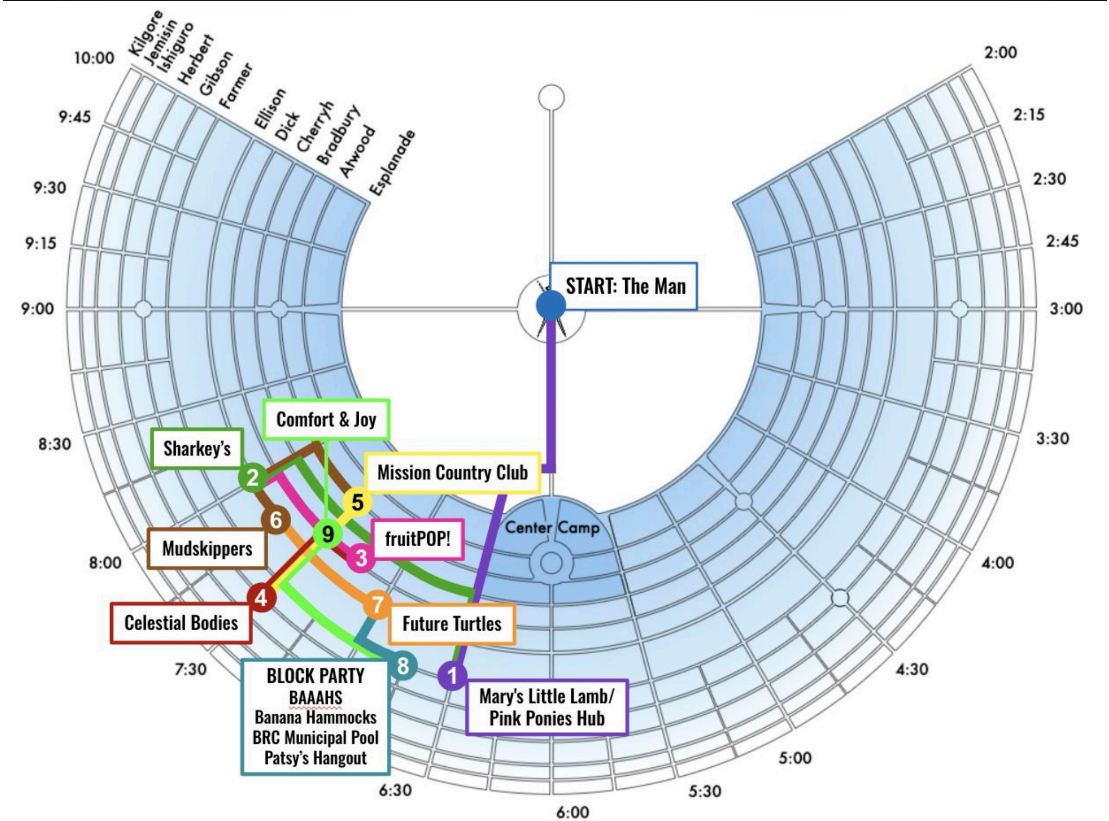 10:00
Kilgore
Jemisin
Ishiguro
Herbert
Gibson
Farmer
Ellison
Dick
Cherryh
Bradbury
Atwood
Esplanade
2:00
9:45
2:15
9:30
2:30
9:15
2:45
START: The Man
9:00
3:00
Comfort & Joy
8:30
Sharkey's
3:30
Mission Country Club
2
5
6
9
Center Camp
Mudskippers
fruitPOP!
3
8:00
4:00
4
7
Celestial Bodies
Future Turtles
7:30
8
4:30
BLOCK PARTY
BAAAHS
Banana Hammocks
BRC Municipal Pool
Patsy's Hangout
1
Mary's Little Lamb/
Pink Ponies Hub
5:00
6:30
5:30
6:00